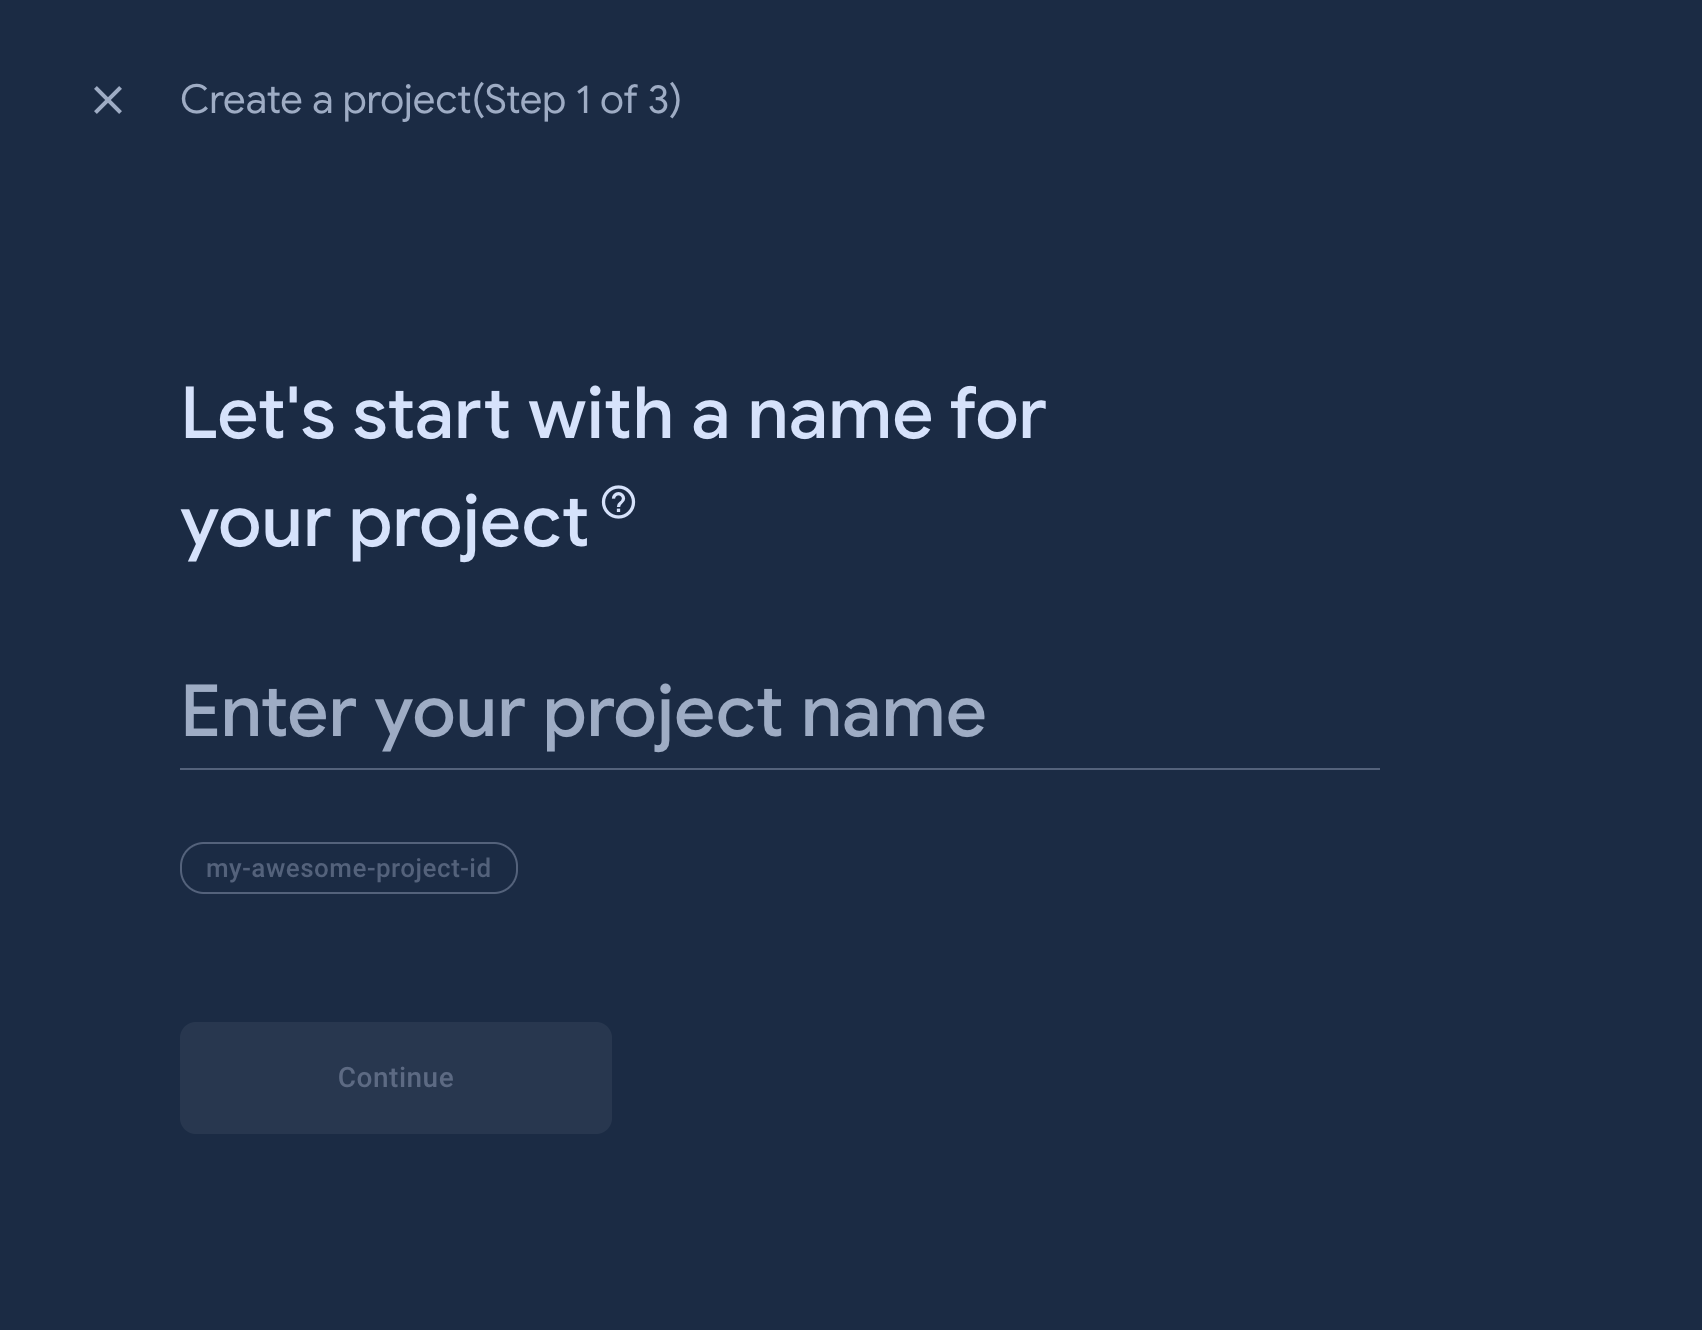 Create a project(Step 1 of 3)
Let's start with a name for
your project
Enter your project name
my-awesome-project-id
Continue